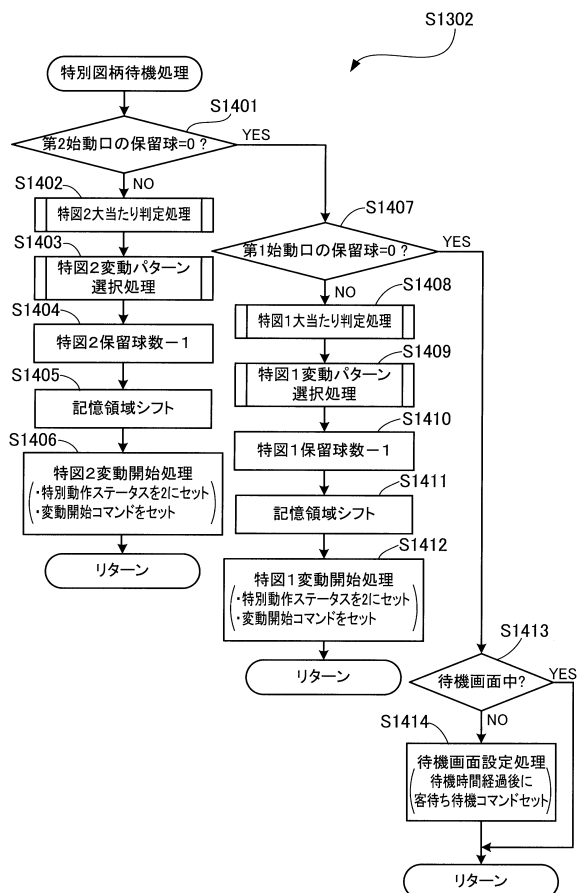 S1302
特別図柄待機処理
S1401
第2始動口の保留球=0？
YES
NO
S1402
特図2大当たり判定処理
S1403
特図2変動パターン
選択処理
S1404
特図2保留球数－1
S1405
記憶領域シフト
S1406
特図2変動開始処理
・特別動作ステータスを2にセット
・変動開始コマンドをセット
リターン
S1407
第1始動口の保留球=0？
YES
NO
S1408
特図1大当たり判定処理
S1409
特図1変動パターン
選択処理
S1410
特図1保留球数－1
S1411
記憶領域シフト
S1412
特図1変動開始処理
・特別動作ステータスを2にセット
・変動開始コマンドをセット
リターン
S1413
待機画面中?
YES
NO
S1414
待機画面設定処理
待機時間経過後に
客待ち待機コマンドセット
リターン